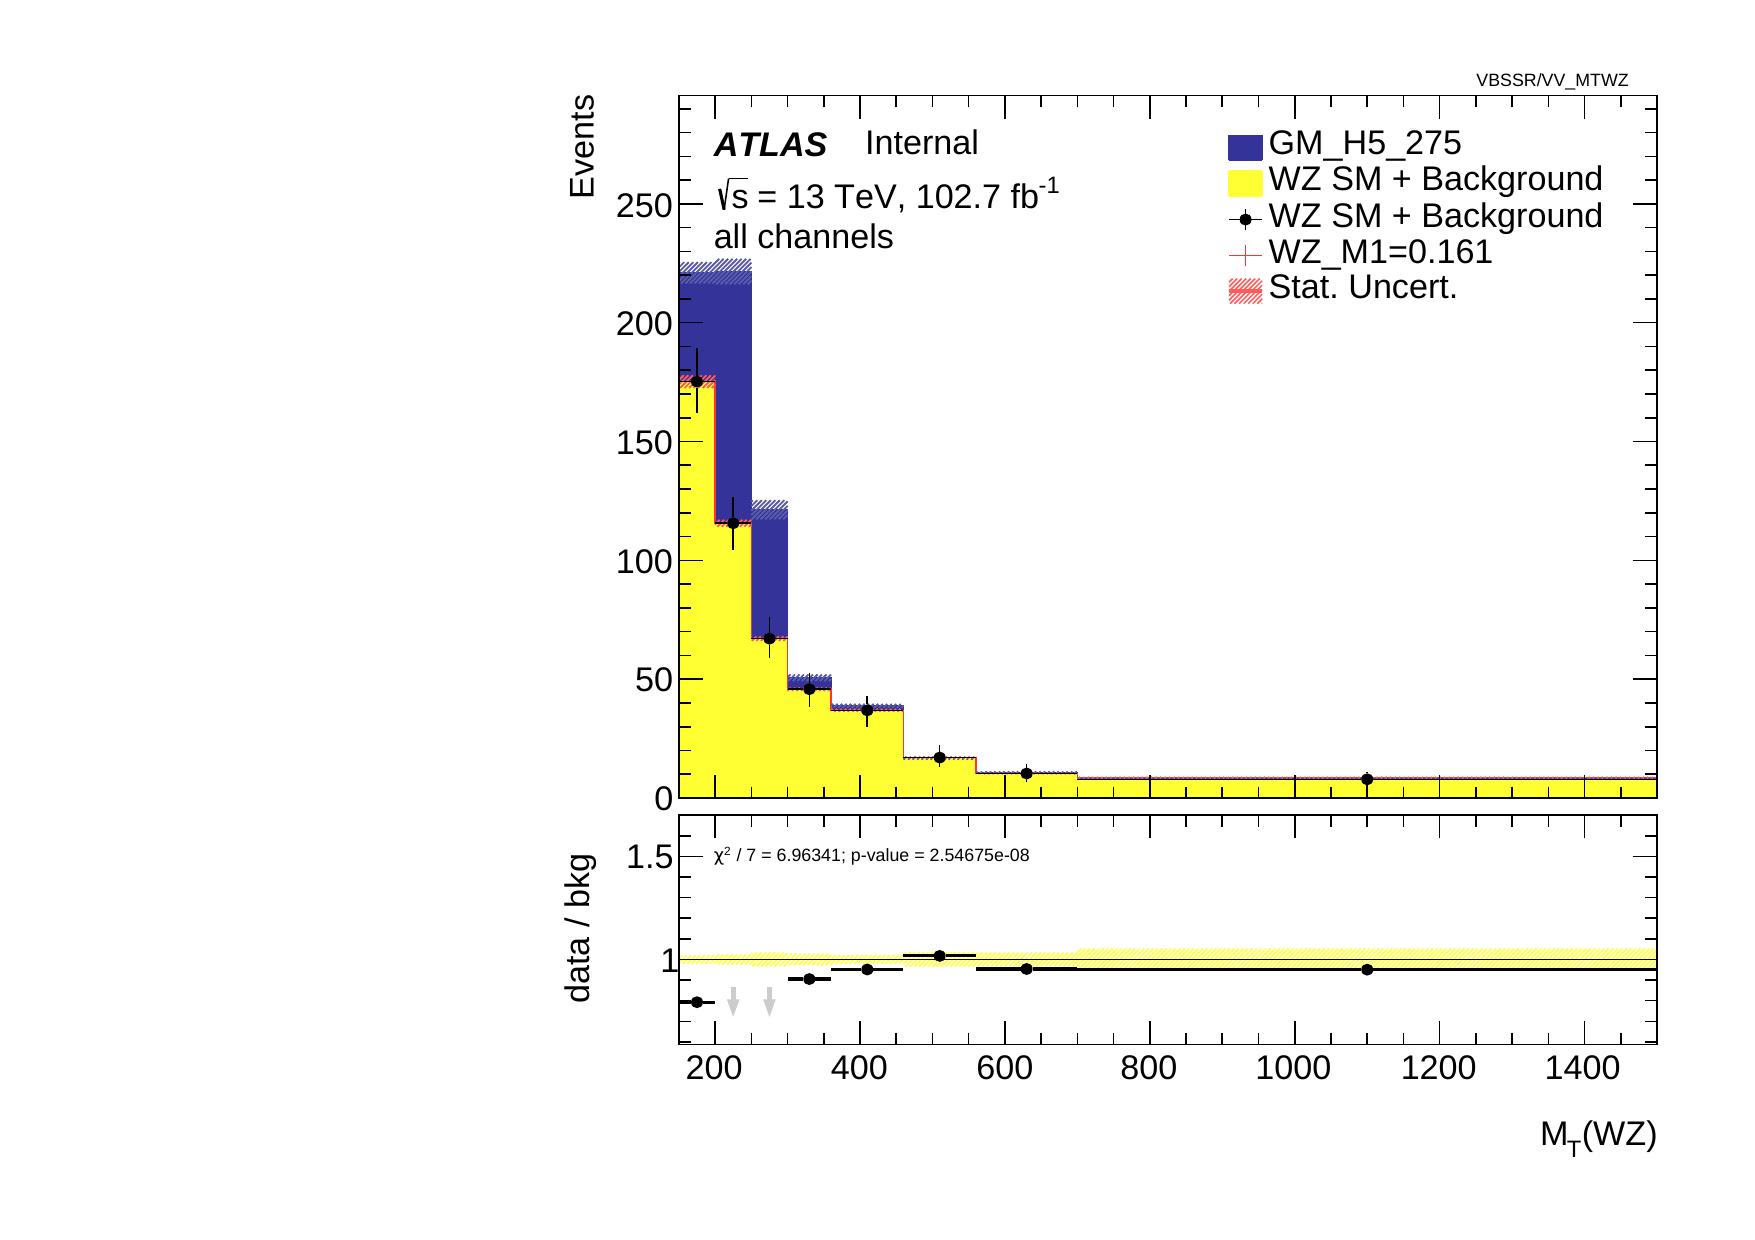 VBSSR/VV_MTWZ
Events
ATLAS Internal
√s = 13 TeV, 102.7 fb-1
all channels
GM_H5_275
WZ SM + Background
WZ SM + Background
WZ_M1=0.161
Stat. Uncert.
250
200
150
100
50
0
data / bkg
χ2 / 7 = 6.96341; p-value = 2.54675e-08
1.5
1
200 400 600 800 1000 1200 1400
MT(WZ)